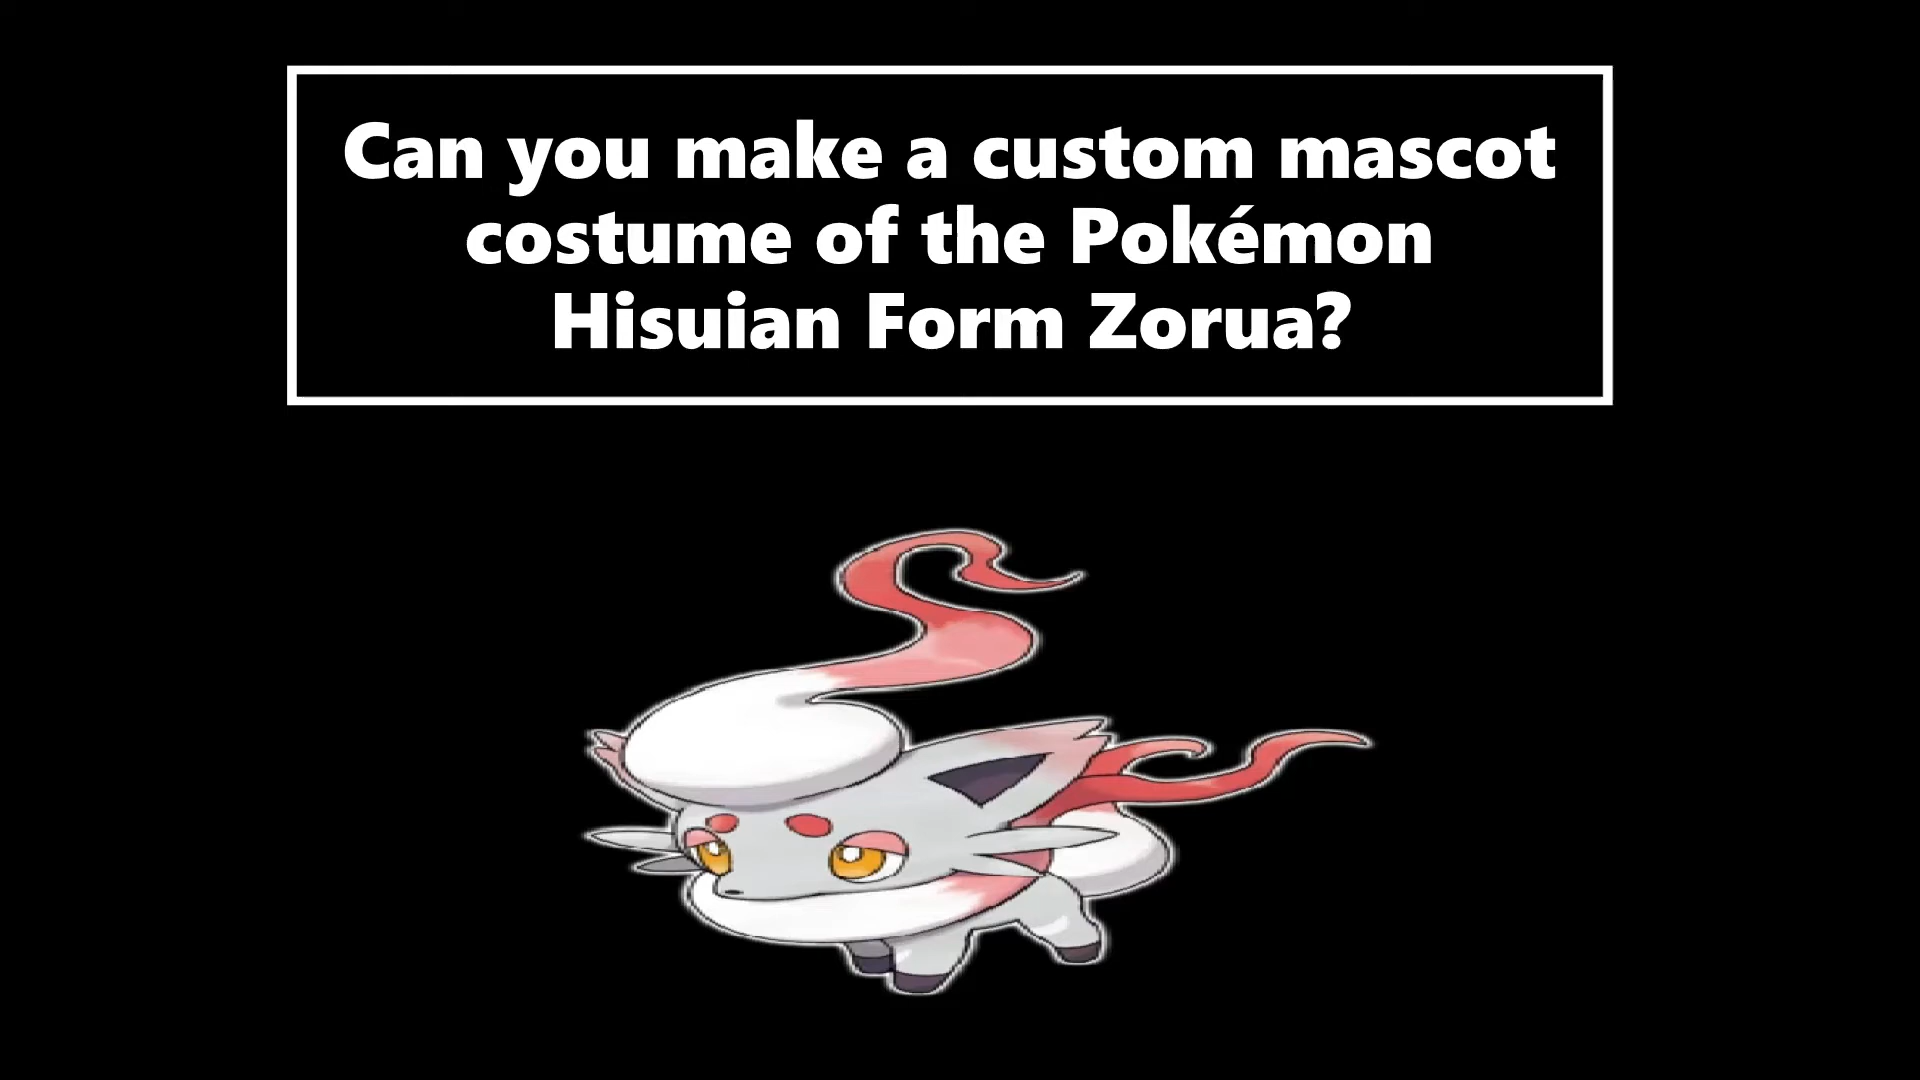 Can you make a custom mascot
costume of the Pokémon
Hisuian Form Zorua?